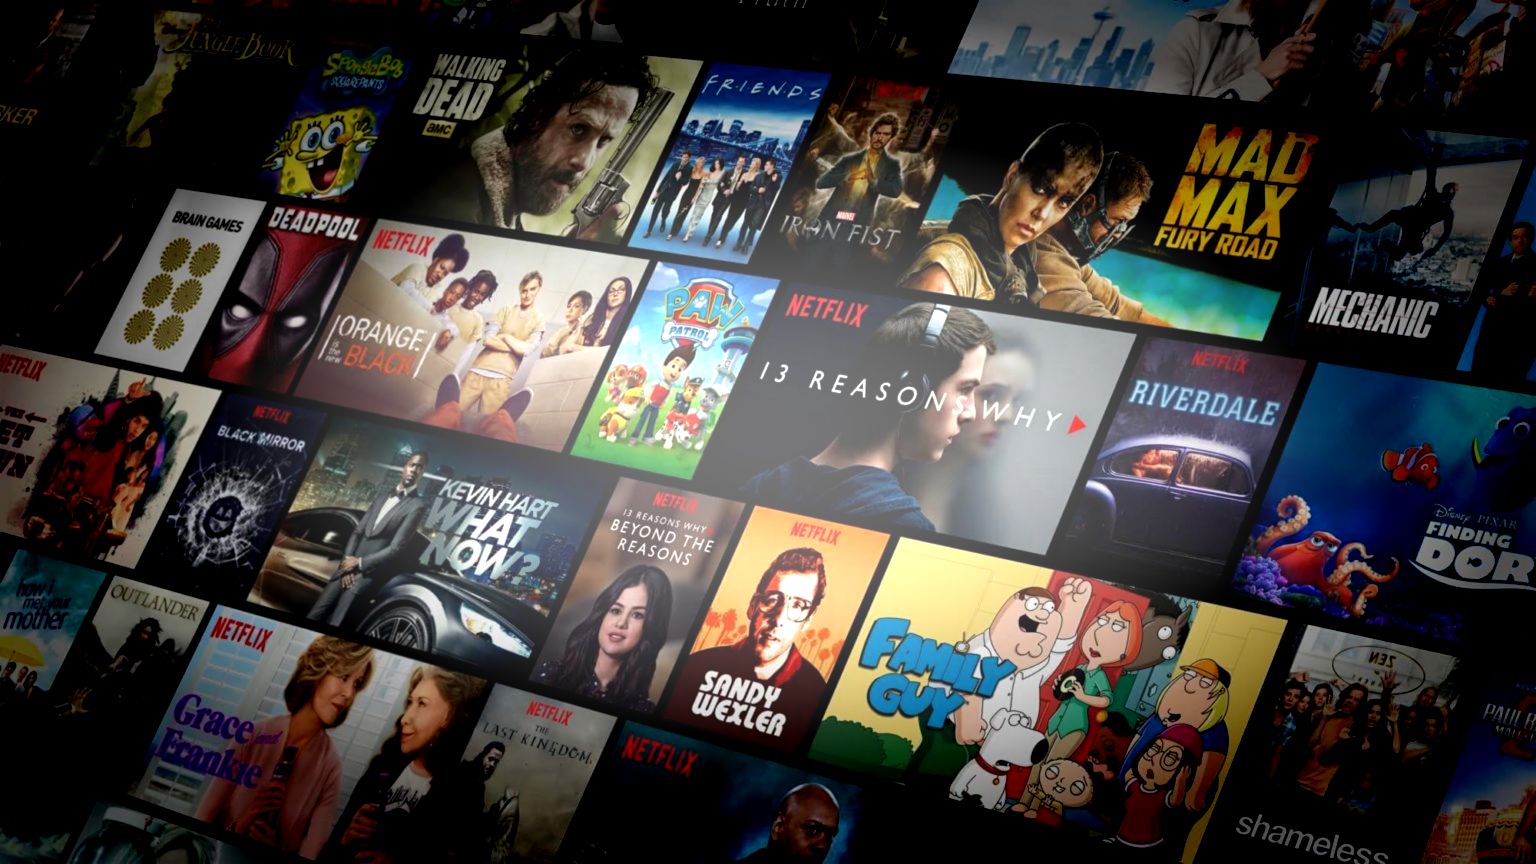 JUNGLE BOOK
SPONGEBOB
SQUAREPANTS
WALKING
DEAD
amc
FRIENDS
NETFLIX
MARVEL
IRON FIST
MAD
MAX
FURY ROAD
MECHANIC
BRAIN GAMES
DEADPOOL
NETFLIX
ORANGE
is
the
new
BLACK
PAW
PATROL
NETFLIX
13 REASONS WHY
NETFLIX
RIVERDALE
Disney PIXAR
FINDING
DOR
NETFLIX
THE
NETFLIX
BLACK MIRROR
KEVIN HART
WHAT
NOW?
NETFLIX
13 REASONS WHY
BEYOND THE
REASONS
NETFLIX
SANDY
WEXLER
FAMILY
GUY
how i
met your
mother
OUTLANDER
NETFLIX
Grace and
Frankie
NETFLIX
THE
LAST KINGDOM
NETFLIX
shameless